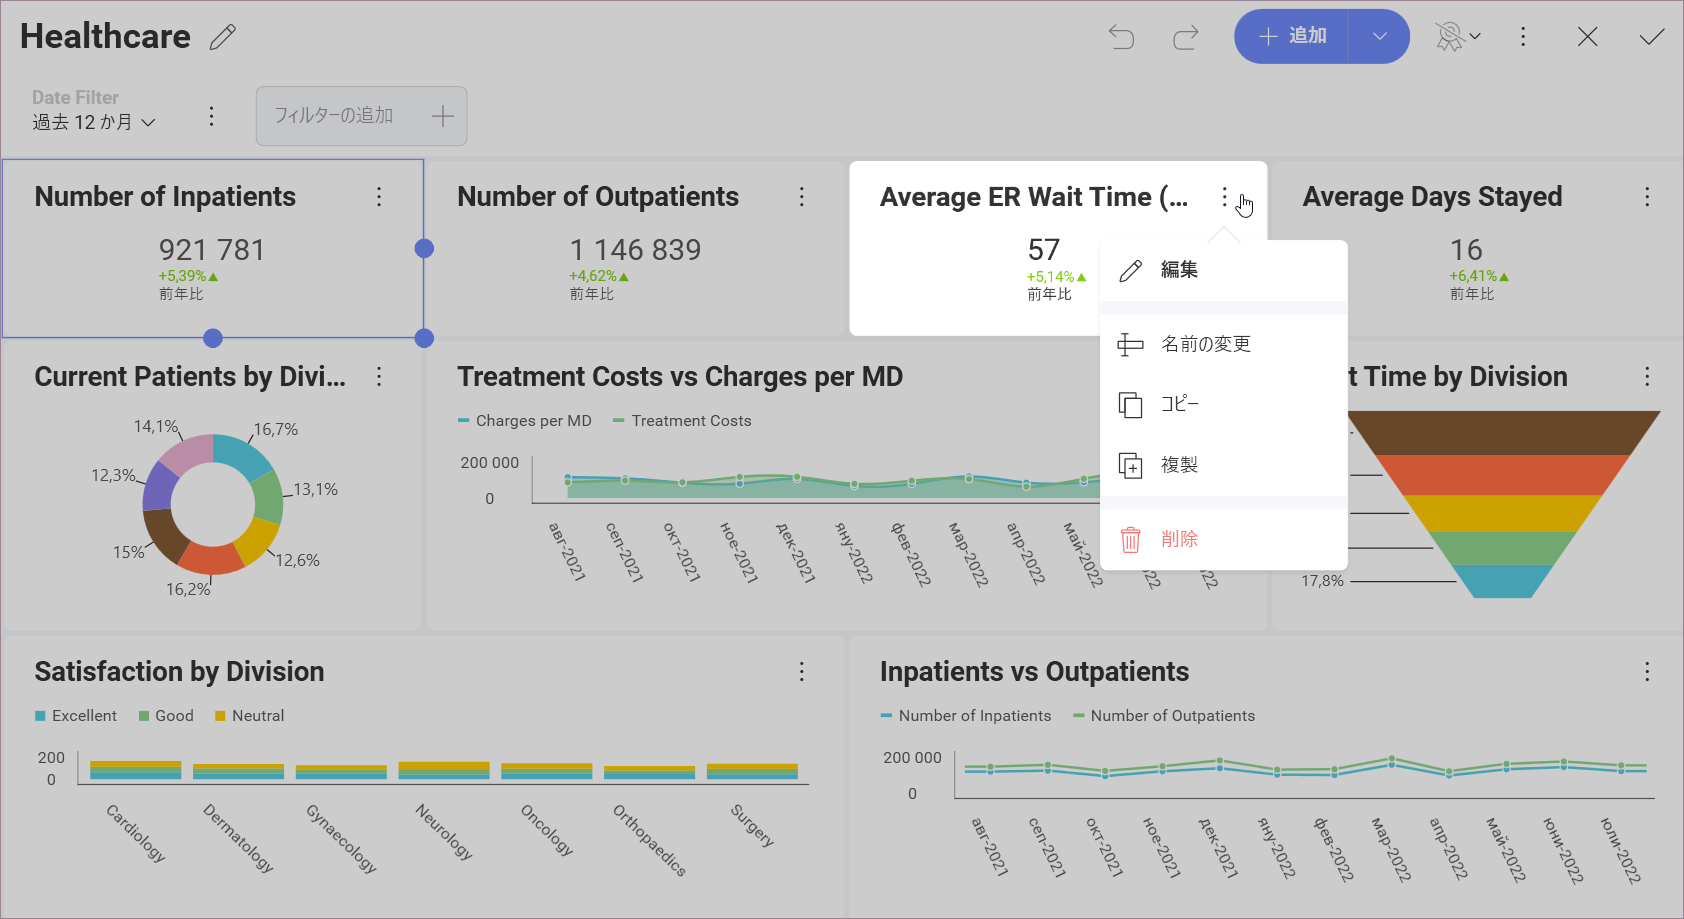 Healthcare
追加
Date Filter
過去 12 か月
フィルターの追加
Number of Inpatients
921 781
+5,39%
前年比
Number of Outpatients
1 146 839
+4,62%
前年比
Average ER Wait Time (...
57
+5,14%
前年比
Average Days Stayed
16
+6,41%
前年比
編集
名前の変更
コピー
複製
削除
Current Patients by Divi...
14,1%
16,7%
12,3%
13,1%
15%
12,6%
16,2%
Treatment Costs vs Charges per MD
Charges per MD
Treatment Costs
200 000
0
авг-2021
сеп-2021
окт-2021
ное-2021
дек-2021
яну-2022
фев-2022
мар-2022
апр-2022
май-2022
2022
2022
t Time by Division
17,8%
Satisfaction by Division
Excellent
Good
Neutral
200
0
Cardiology
Dermatology
Gynaecology
Neurology
Oncology
Orthopaedics
Surgery
Inpatients vs Outpatients
Number of Inpatients
Number of Outpatients
200 000
0
авг-2021
сеп-2021
окт-2021
ное-2021
дек-2021
яну-2022
фев-2022
мар-2022
апр-2022
май-2022
юни-2022
юли-2022